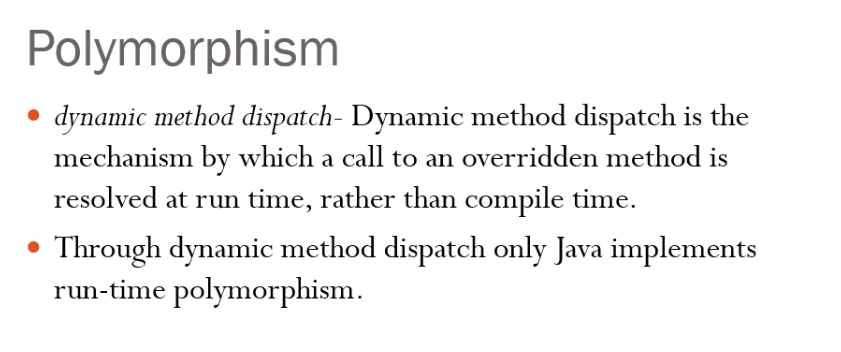 Polymorphism
• dynamic method dispatch- Dynamic method dispatch is the
mechanism by which a call to an overridden method is
resolved at run time, rather than compile time.
• Through dynamic method dispatch only Java implements
run-time polymorphism.